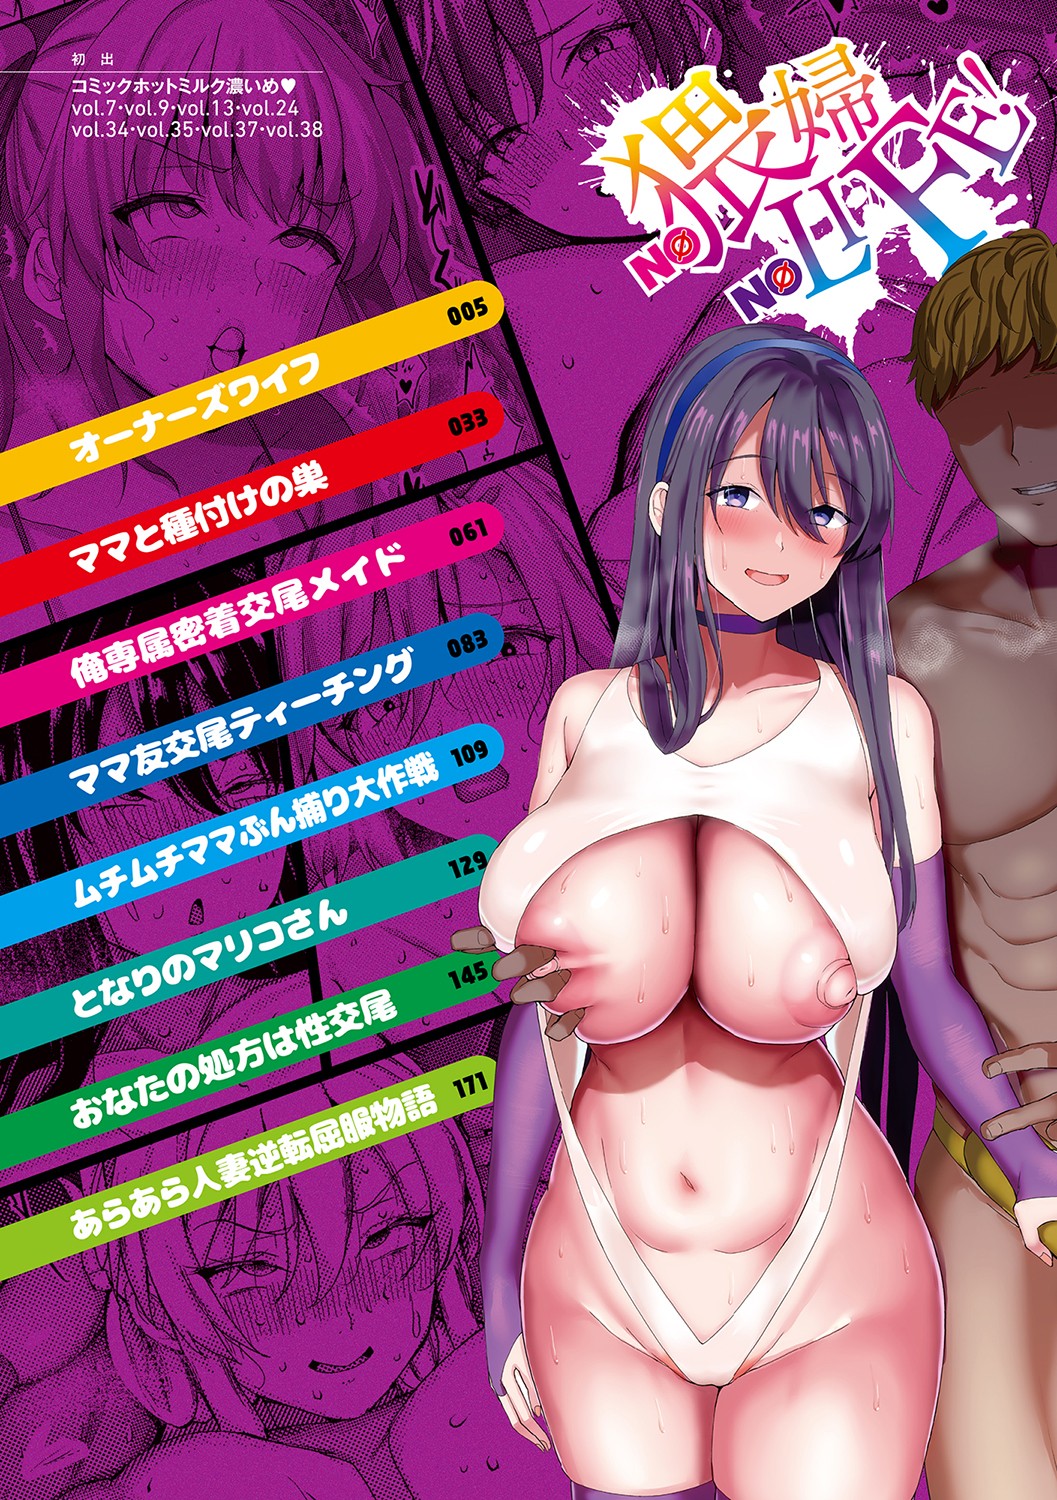 初出
コミックホットミルク濃いめ♥
vol.7・vol.9・vol.13・vol.24
vol.34・vol.35・vol.37・vol.38
NO猥婦
NO LIFE!
オーナーズワイフ 005
ママと種付けの巣 033
俺専属密着交尾メイド 061
ママ友交尾ティーチング 083
ムチムチママぶん捕り大作戦 109
となりのマリコさん 129
おなたの処方は性交尾 145
あらあら人妻逆転屈服物語 171